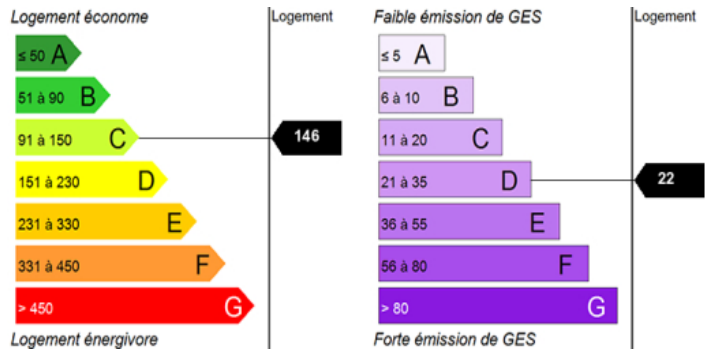 Logement économe
Logement
≤ 50 A
51 à 90 B
91 à 150 C
146
151 à 230 D
231 à 330 E
331 à 450 F
> 450 G
Logement énergivore
Faible émission de GES
Logement
≤ 5 A
6 à 10 B
11 à 20 C
21 à 35 D
22
36 à 55 E
56 à 80 F
> 80 G
Forte émission de GES